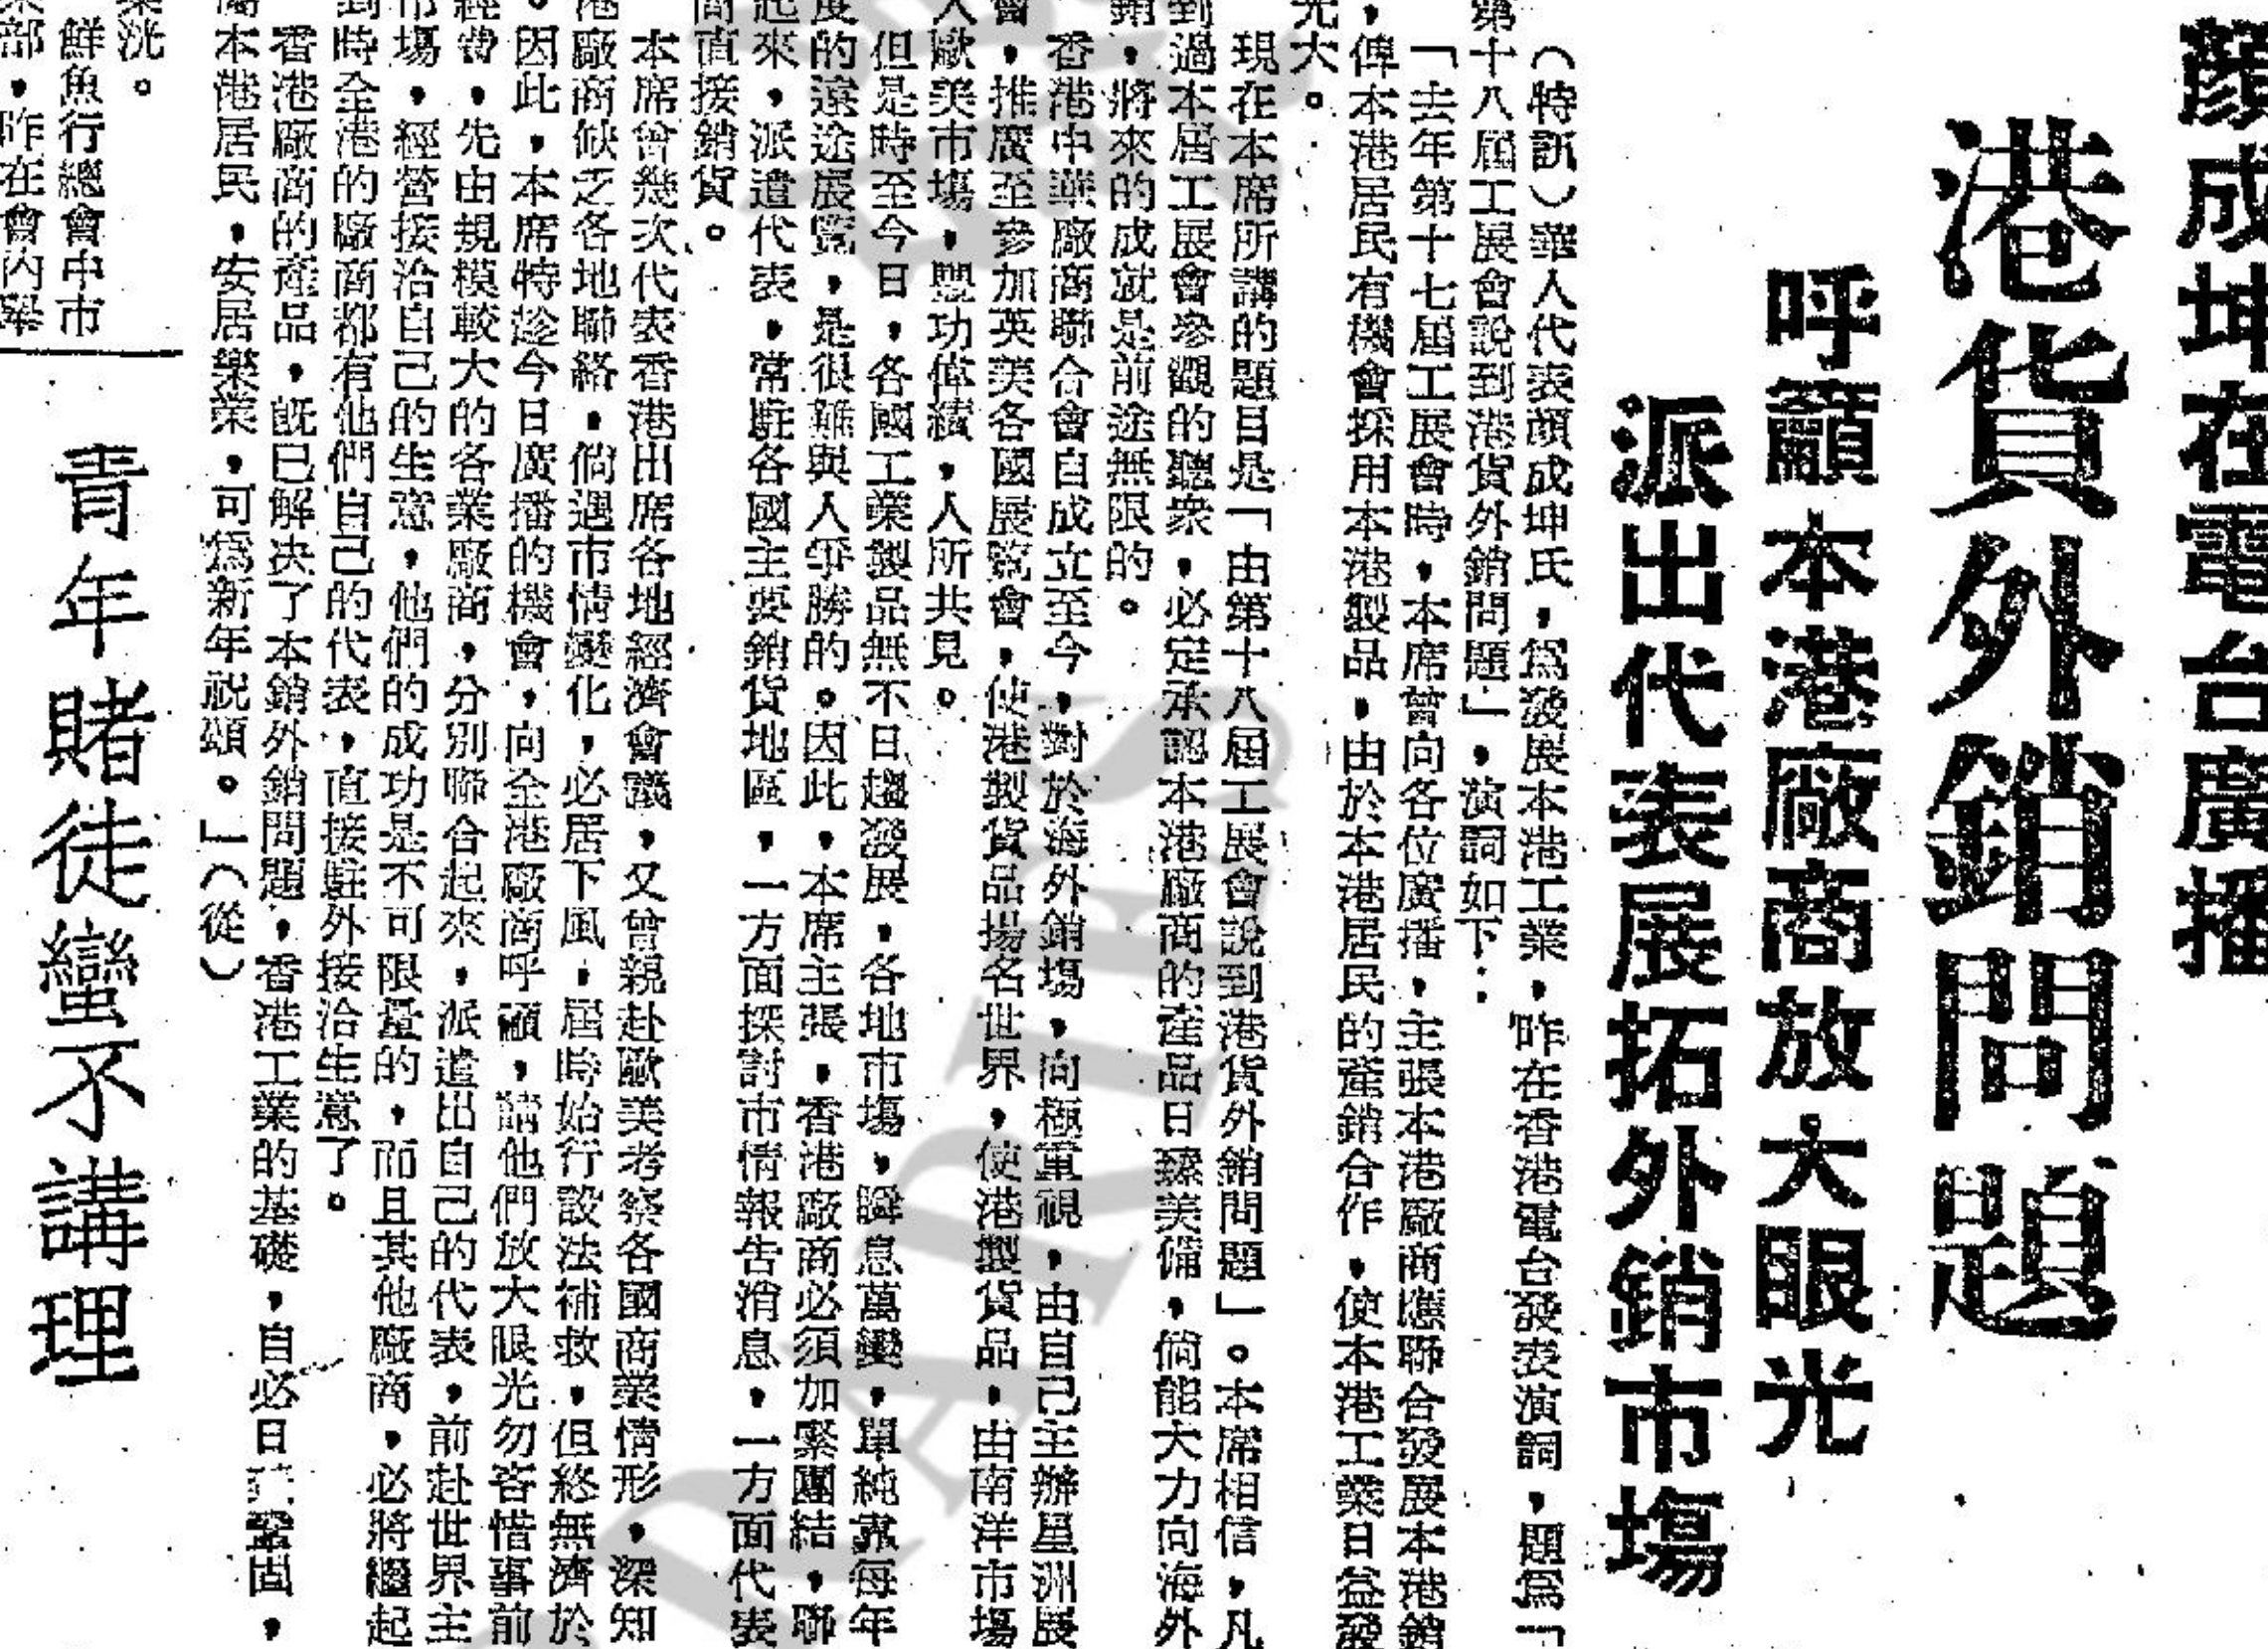 顏成坤在電台廣播
港貨外銷問題
呼籲本港廠商放大眼光
派出代表展拓外銷市塲
（特訊）華人代表顏成坤氏，爲發展本港工業，昨在香港電台發表演詞，題爲「
第十八屆工展會說到港貨外銷問題」，演詞如下：
「去年第十七屆工展會時，本席曾向各位廣播，主張本港廠商應聯合發展本港銷
，俾本港居民有機會採用本港製品，由於本港居民的產銷合作，使本港工業日益發
光大。
現在本席所講的題目是「由第十八屆工展會說到港貨外銷問題」。本席相信，凡
到過本屆工展會參觀的聽衆，必定承認本港廠商的產品日臻美備，倘能大力向海外
銷，將來的成就是前途無限的。
香港中華廠商聯合會自成立至今，對於海外銷塲，向極重視，由自己主辦星洲展
會，推廣至參加英美各國展覽會，使港製貨品揚名世界，使港製貨品，由南洋市塲
入歐美市塲，豐功偉績，人所共見。
但是時至今日，各國工業製品無不日趨發展，各地市塲，瞬息萬變，單純靠每年
度的遠途展覽，是很難與人爭勝的。因此，本席主張，香港廠商必須加緊團結，聯
起來，派遣代表，常駐各國主要銷貨地區，一方面探討市情報告消息，一方面代表
商直接銷貨。
本席曾幾次代表香港出席各地經濟會議，又曾親赴歐美考察各國商業情形，深知
港廠商缺乏各地聯絡，倘遇市情變化，必居下風，屆時始行設法補救，但終無濟於
。因此，本席特趁今日廣播的機會，向全港廠商呼籲，請他們放大眼光勿吝惜事前
經費，先由規模較大的各業廠商，分別聯合起來，派遣出自己的代表，前赴世界主
市場，經營接洽自己的生意，他們的成功是不可限量的，而且其他廠商，必將繼起
到時全港的廠商都有他們自己的代表，直接駐外接洽生意了。
香港廠商的產品，旣已解决了本銷外銷問題，香港工業的基礎，自必日鞏固，
本港居民，安居樂業，可爲新年祝頌。」（從）
業洗。
鮮魚行總會中市
業部，昨在會內舉
青年賭徒蠻不講理